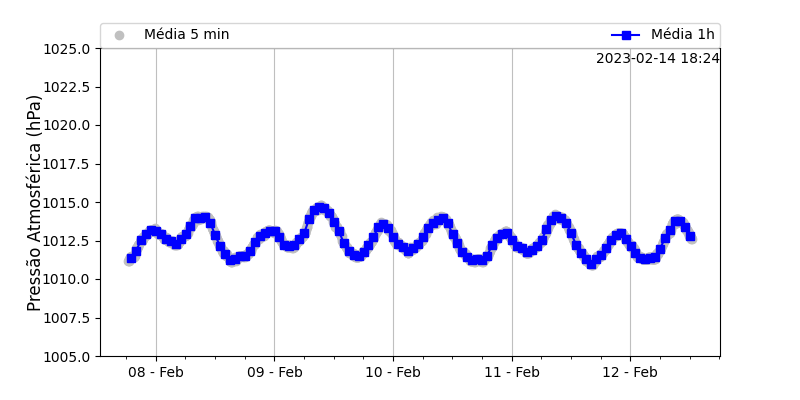 Média 5 min
Média 1h
2023-02-14 18:24
Pressão Atmosférica (hPa)
1025.0
1022.5
1020.0
1017.5
1015.0
1012.5
1010.0
1007.5
1005.0
08 - Feb
09 - Feb
10 - Feb
11 - Feb
12 - Feb